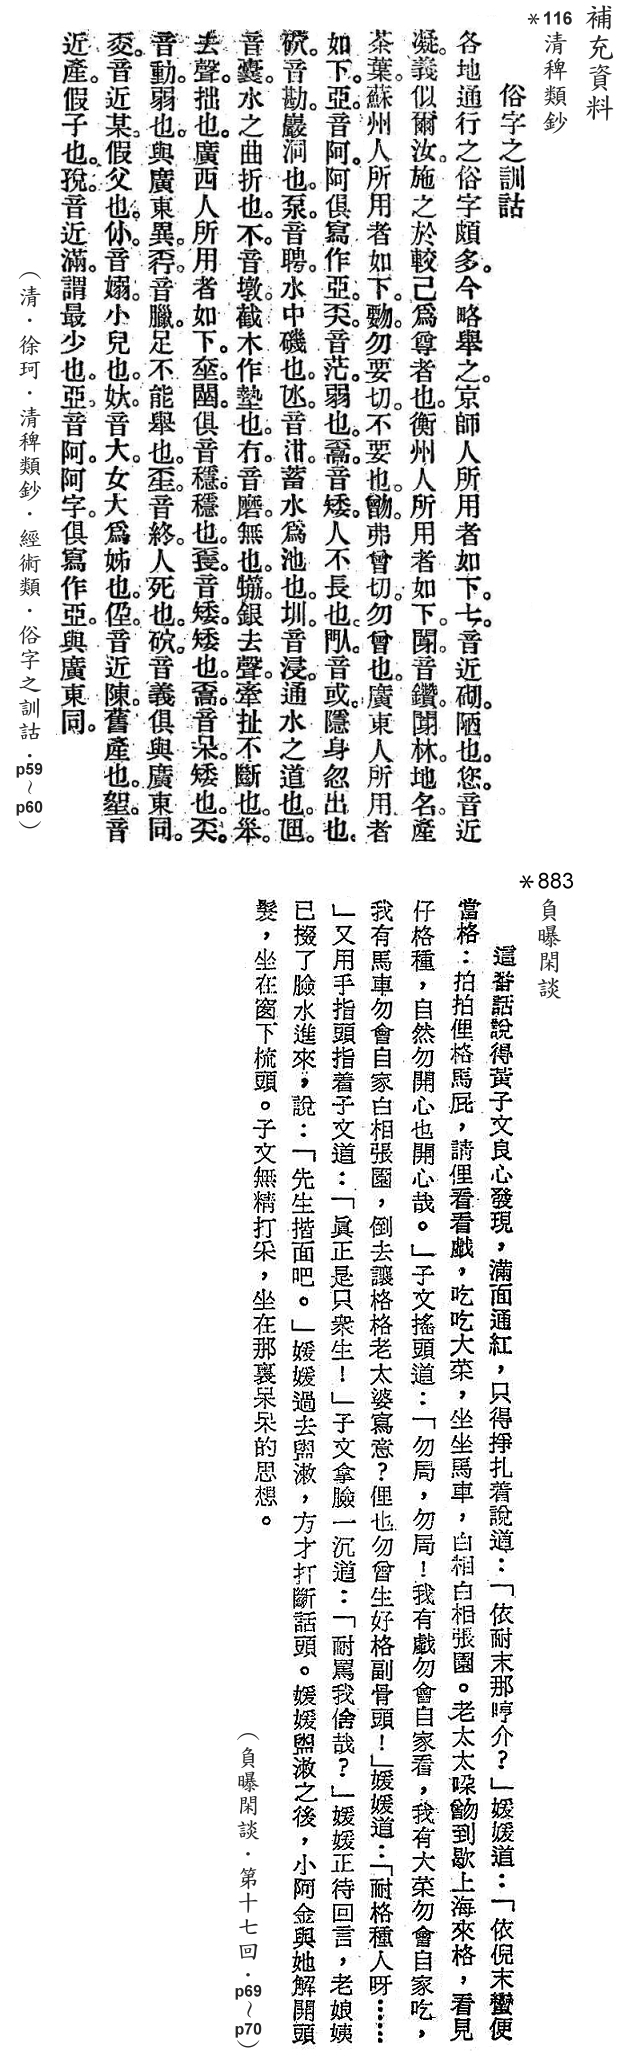 補充資料
＊116
清稗類鈔
俗字之訓詁
各地通行之俗字頗多。今略舉之。京師人所用者如下。𠀁音近砌。陋也。您。音近
凝。義似爾汝。施之於較己爲尊者也。衡州人所用者如下。閗音鑽。閗林。地名。產
茶葉。蘇州人所用者如下。覅勿要切。不要也。朆弗曾切。勿曾也。廣東人所用者
如下。亞音阿。阿俱寫作亞。奀音茫。弱也。喬音矮。人不長也。閄音或。隱身忽出也。
砍音勘。巖洞也。泵音聘。水中磯也。氹音泔。蓄水爲池也。圳音浸。通水之道也。
音囊。水之曲折也。不音墩。截木作墊也。冇音磨。無也。𨭎銀去聲。牽扯不斷也。
去聲。拙也。廣西人所用者如下。㘴閪俱音穩。穩也。𡘙音矮。矮也。喬音呆。矮也。奀
音動。弱也。與廣東異。孬音臘。足不能舉也。歪音終。人死也。砍音義俱與廣東同。
奓音近某。假父也。仦音嫋。小兒也。㚻音大。女大爲姊也。𠈅音近陳。舊產也。音
近產。假子也。㝃音近滿。謂最少也。亞音阿。阿字俱寫作亞。與廣東同。
（清．徐珂．清稗類鈔．經術類．俗字之訓詁．p59～p60）
＊883
負曝閑談
這番話說得黃子文良心發現，滿面通紅，只得掙扎着說道：「依耐末那哼介？」媛媛道：「依倪末蠻便
當格：拍拍俚格馬屁，請俚看看戲，吃吃大菜，坐坐馬車，白相白相張園。老太太嘸朆到歇上海來格，看見
仔格種，自然勿開心也開心哉。」子文搖頭道：「勿局，勿局！我有戲勿會自家看，我有大菜勿會自家吃，
我有馬車勿會自家白相張園，倒去讓格格老太婆寫意？俚也勿曾生好格副骨頭！」媛媛道：「耐格種人呀……
」又用手指頭指着子文道：「眞正是只衆生！」子文拿臉一沉道：「耐罵我倽哉？」媛媛正待回言，老娘姨
已掇了臉水進來，說：「先生揩面吧。」媛媛過去盥漱，方才打斷話頭。媛媛盥漱之後，小阿金與她解開頭
髮，坐在窗下梳頭。子文無精打采，坐在那裏呆呆的思想。
（負曝閑談．第十七回．p69～p70）